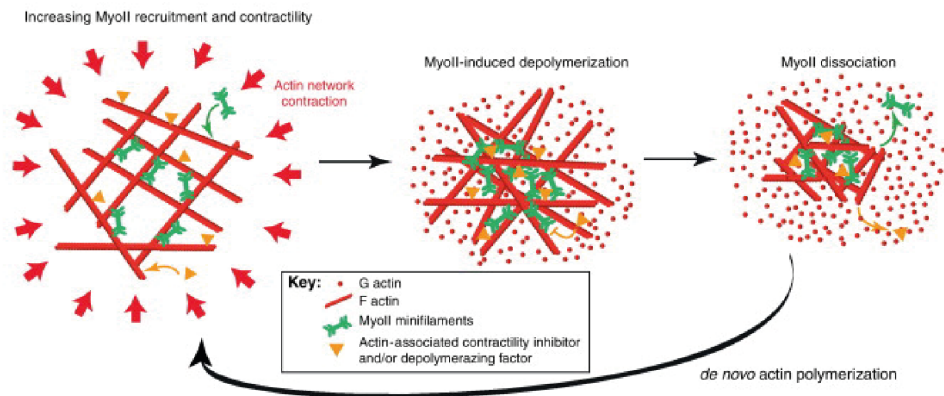 Increasing MyoII recruitment and contractility
Actin network
contraction
MyoII-induced depolymerization
MyoII dissociation
Key:
G actin
F actin
MyoII minifilaments
Actin-associated contractility inhibitor
and/or depolymerazing factor
de novo actin polymerization